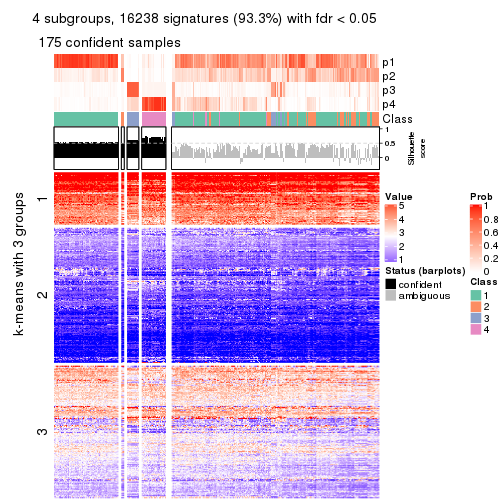 4 subgroups, 16238 signatures (93.3%) with fdr < 0.05
175 confident samples
p1
p2
p3
p4
Class
1
0.5
0
Silhouette
score
k-means with 3 groups
1
2
3
Value
5
4
3
2
1
Status (barplots)
confident
ambiguous
Prob
1
0.8
0.6
0.4
0.2
0
Class
1
2
3
4